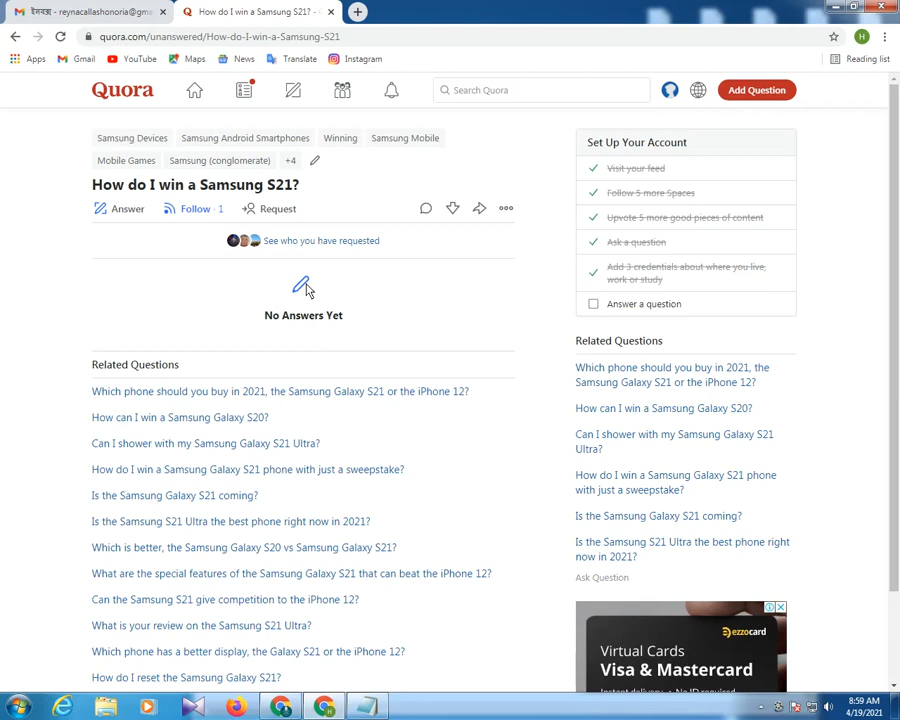 ইনবক্স - reynacallashonoria@gma
How do I win a Samsung S21? -
quora.com/unanswered/How-do-I-win-a-Samsung-S21
H
Apps Gmail YouTube Maps News Translate Instagram Reading list
Quora Search Quora Add Question
Samsung Devices Samsung Android Smartphones Winning Samsung Mobile
Mobile Games Samsung (conglomerate) +4
How do I win a Samsung S21?
Answer Follow · 1 Request
See who you have requested
No Answers Yet
Related Questions
Which phone should you buy in 2021, the Samsung Galaxy S21 or the iPhone 12?
How can I win a Samsung Galaxy S20?
Can I shower with my Samsung Galaxy S21 Ultra?
How do I win a Samsung Galaxy S21 phone with just a sweepstake?
Is the Samsung Galaxy S21 coming?
Is the Samsung S21 Ultra the best phone right now in 2021?
Which is better, the Samsung Galaxy S20 vs Samsung Galaxy S21?
What are the special features of the Samsung Galaxy S21 that can beat the iPhone 12?
Can the Samsung S21 give competition to the iPhone 12?
What is your review on the Samsung S21 Ultra?
Which phone has a better display, the Galaxy S21 or the iPhone 12?
How do I reset the Samsung Galaxy S21?
Set Up Your Account
Visit your feed
Follow 5 more Spaces
Upvote 5 more good pieces of content
Ask a question
Add 3 credentials about where you live,
work or study
Answer a question
Related Questions
Which phone should you buy in 2021, the
Samsung Galaxy S21 or the iPhone 12?
How can I win a Samsung Galaxy S20?
Can I shower with my Samsung Galaxy S21
Ultra?
How do I win a Samsung Galaxy S21 phone
with just a sweepstake?
Is the Samsung Galaxy S21 coming?
Is the Samsung S21 Ultra the best phone right
now in 2021?
Ask Question
ezzocard
Virtual Cards
Visa & Mastercard
Instant delivery • No ID required
8:59 AM
4/19/2021